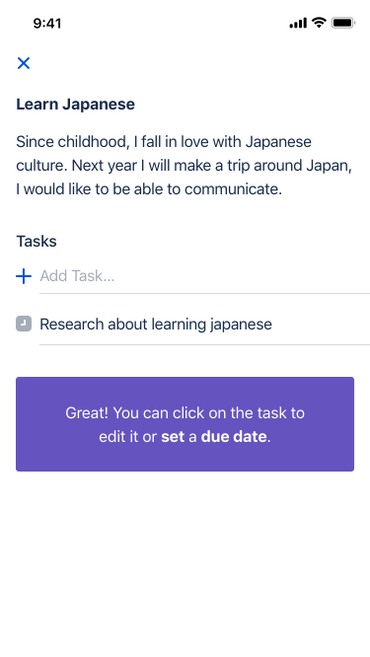 9:41
Learn Japanese
Since childhood, I fall in love with Japanese
culture. Next year I will make a trip around Japan,
I would like to be able to communicate.
Tasks
Add Task...
Research about learning japanese
Great! You can click on the task to
edit it or set a due date.